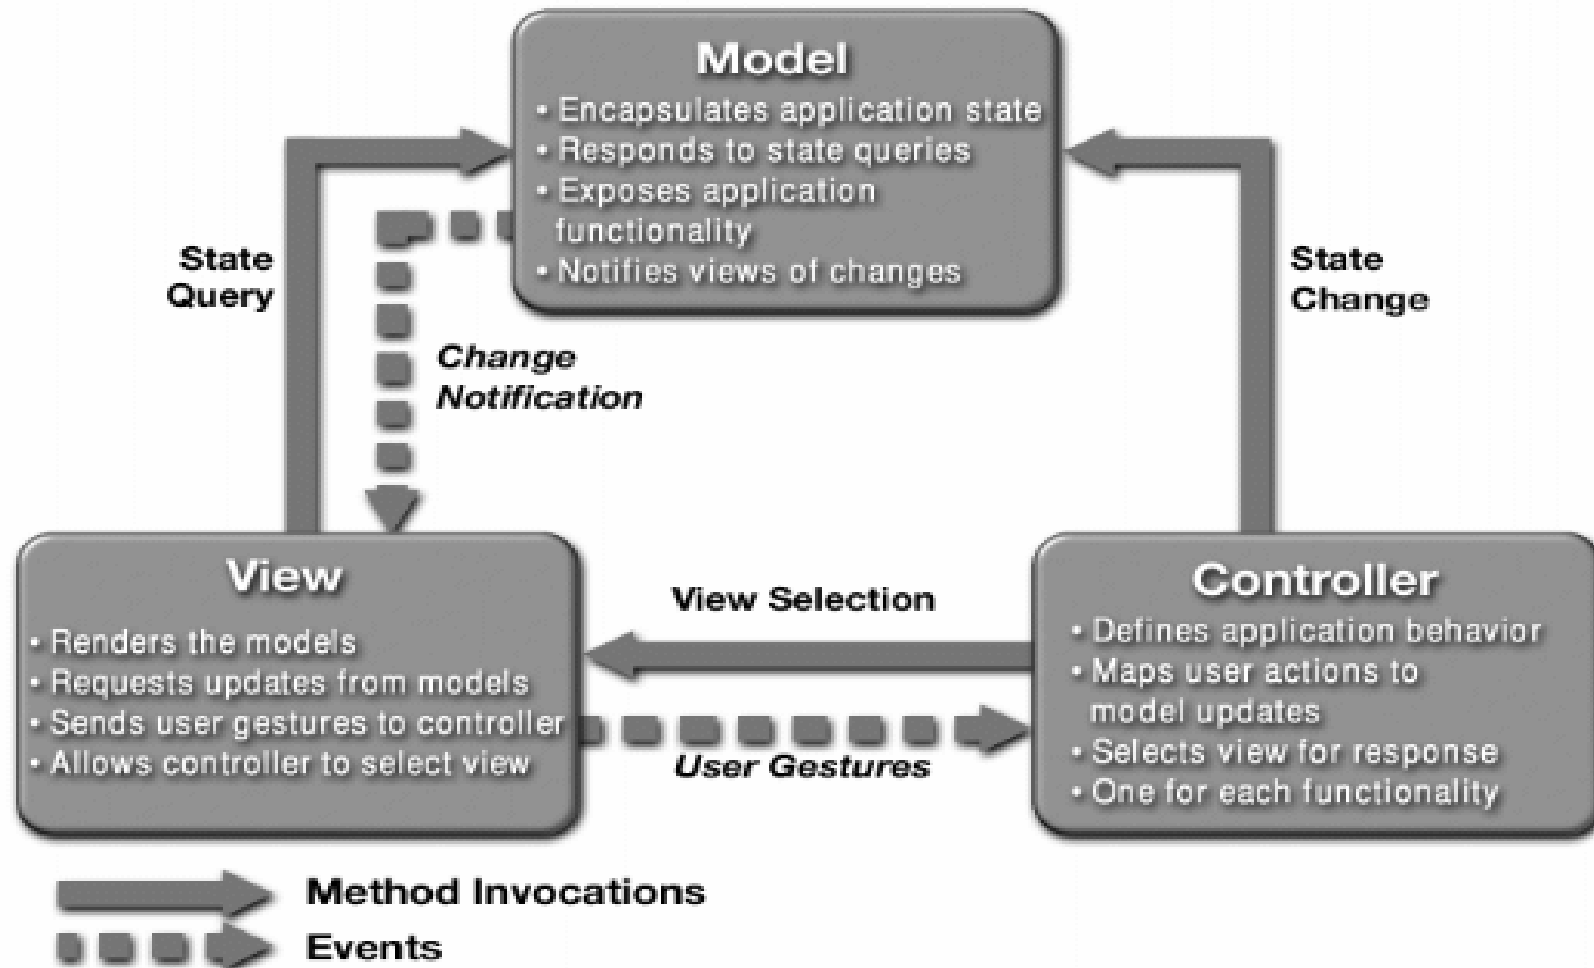 Model
• Encapsulates application state
• Responds to state queries
• Exposes application
functionality
• Notifies views of changes
State
Query
Change
Notification
State
Change
View
• Renders the models
• Requests updates from models
• Sends user gestures to controller
• Allows controller to select view
View Selection
User Gestures
Controller
• Defines application behavior
• Maps user actions to
model updates
• Selects view for response
• One for each functionality
Method Invocations
Events